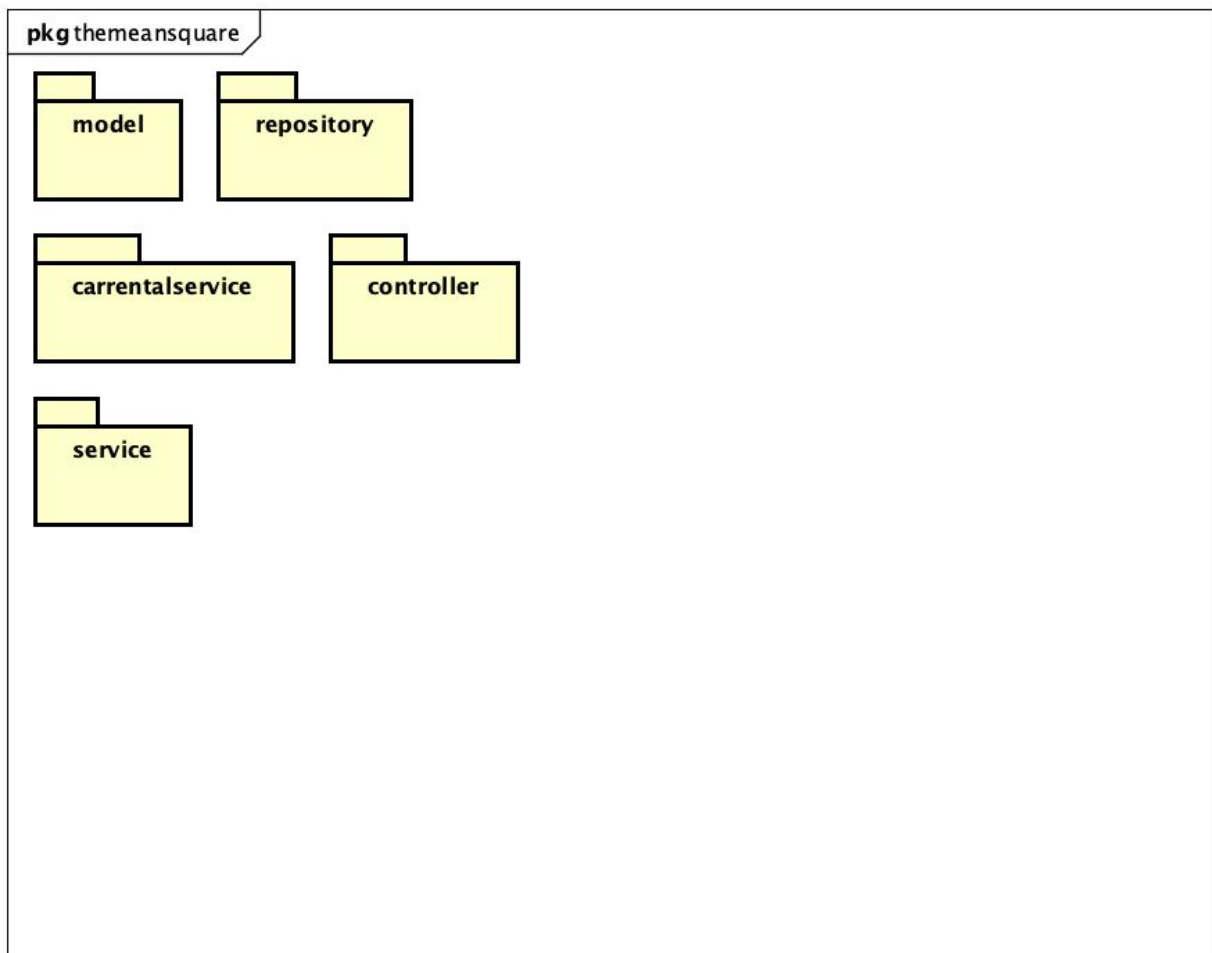 pkg themeansquare
model
repository
carrentalservice
controller
service